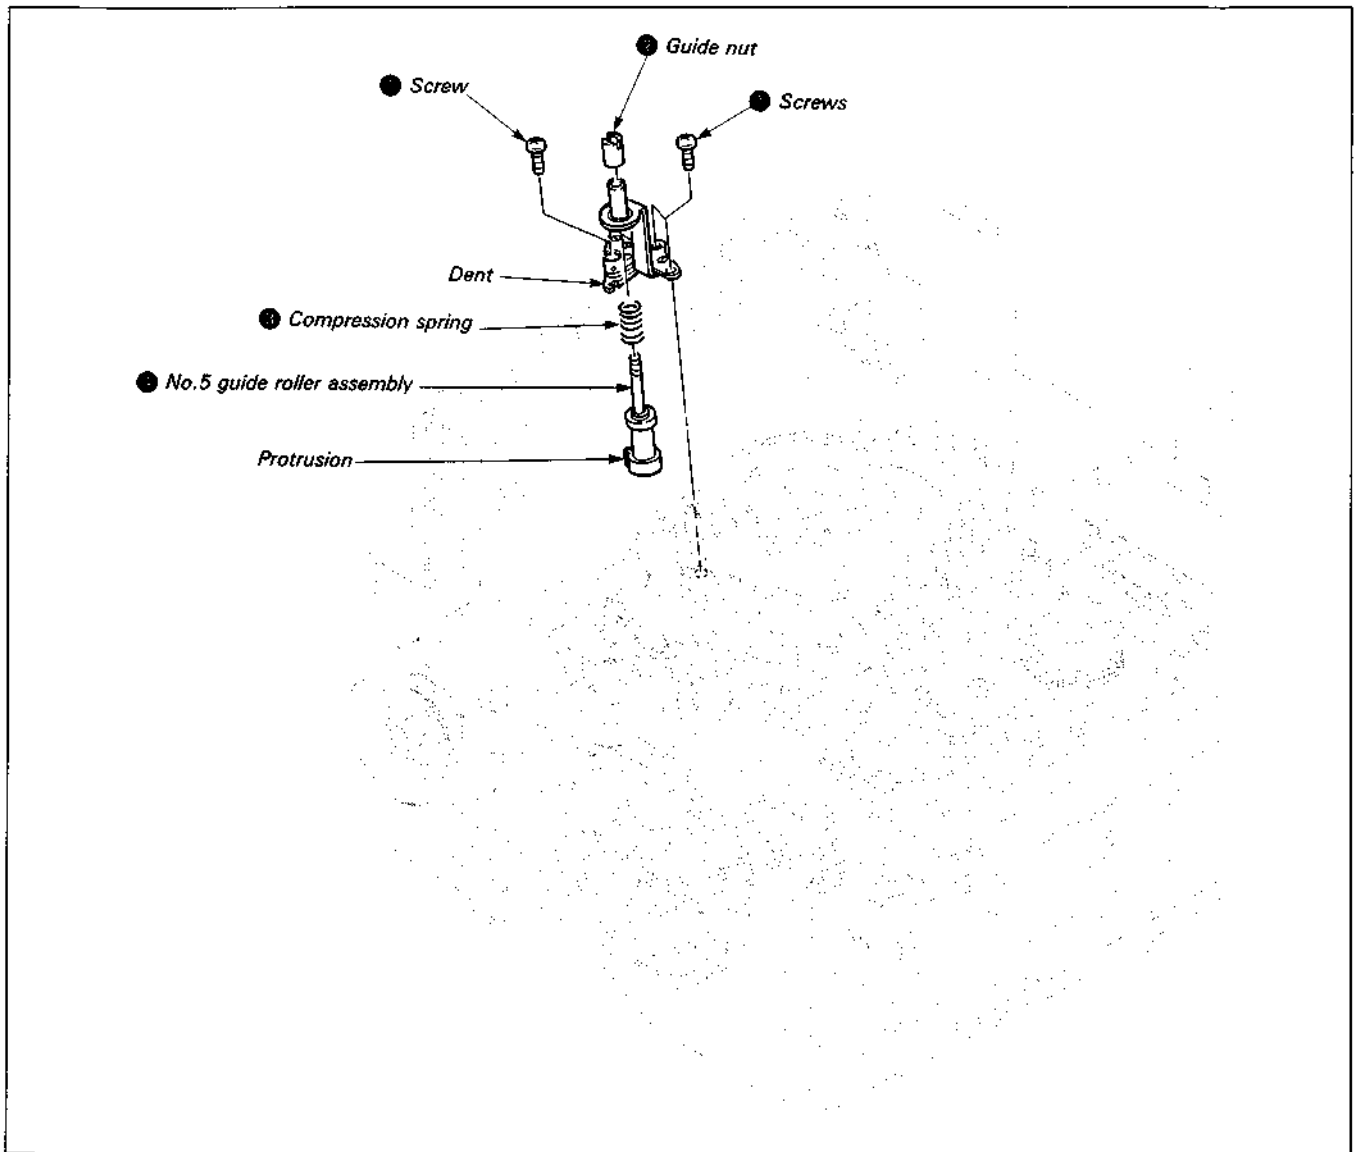 Guide nut
Screw
Screws
Dent
Compression spring
No.5 guide roller assembly
Protrusion